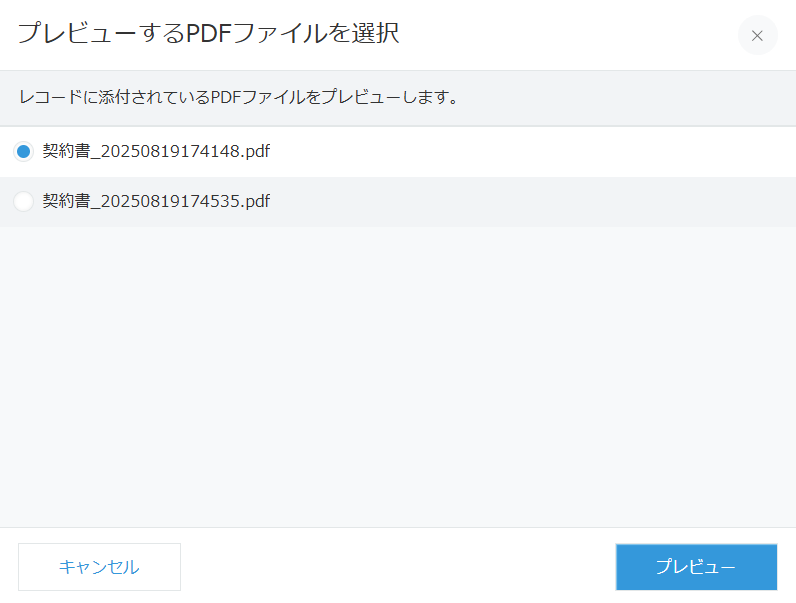 プレビューするPDFファイルを選択
レコードに添付されているPDFファイルをプレビューします。
契約書_20250819174148.pdf
契約書_20250819174535.pdf
キャンセル
プレビュー